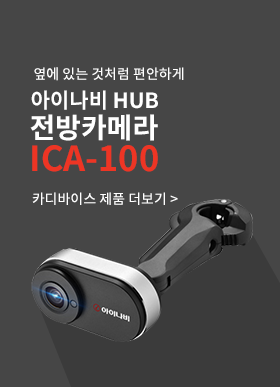 옆에 있는 것처럼 편안하게
아이나비 HUB
전방카메라
ICA-100
카디바이스 제품 더보기 >
아이나비